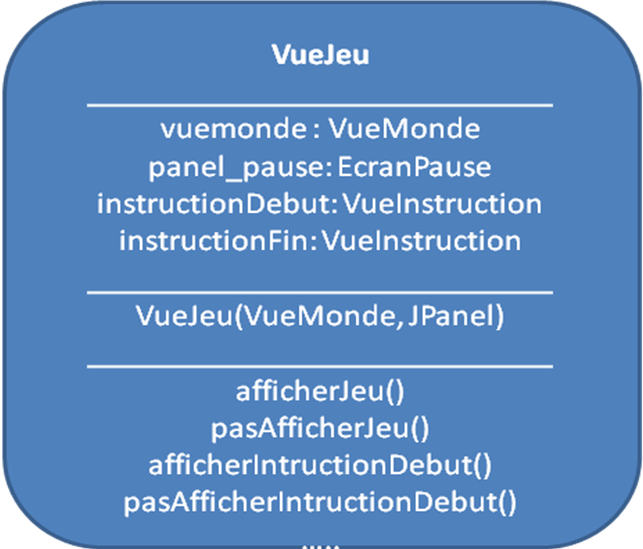 VueJeu
vuemonde : VueMonde
panel_pause: EcranPause
instructionDebut: VueInstruction
instructionFin: VueInstruction
VueJeu(VueMonde, JPanel)
afficherJeu()
pasAfficherJeu()
afficherIntructionDebut()
pasAfficherIntructionDebut()
.....